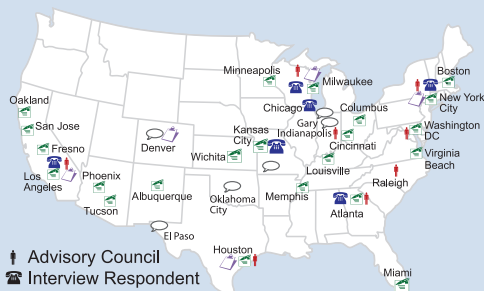 Minneapolis
Milwaukee
Boston
Oakland
Chicago
Columbus
New York
City
San Jose
Gary
Kansas
City
Indianapolis
Washington
DC
Fresno
Denver
Wichita
Cincinnati
Virginia
Beach
Los
Angeles
Phoenix
Louisville
Raleigh
Tucson
Albuquerque
Oklahoma
City
Memphis
Atlanta
El Paso
Houston
Advisory Council
Interview Respondent
Miami